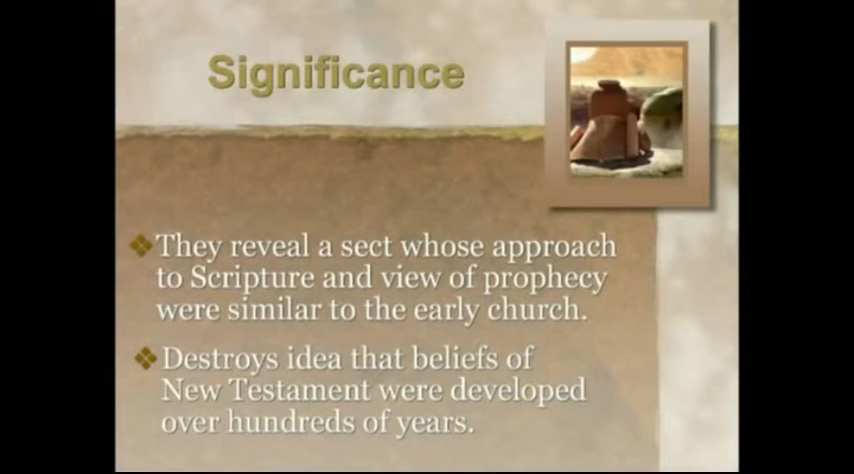 Significance
They reveal a sect whose approach
to Scripture and view of prophecy
were similar to the early church.
Destroys idea that beliefs of
New Testament were developed
over hundreds of years.